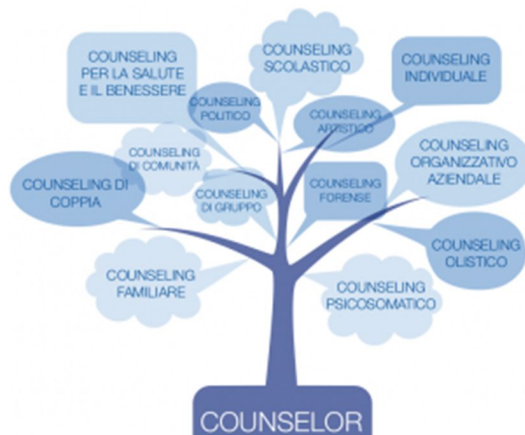 COUNSELING
PER LA SALUTE
E IL BENESSERE
COUNSELING
SCOLASTICO
COUNSELING
INDIVIDUALE
COUNSELING
POLITICO
COUNSELING
ARTISTICO
COUNSELING
DI COMUNITÀ
COUNSELING
ORGANIZZATIVO
AZIENDALE
COUNSELING DI
COPPIA
COUNSELING
DI GRUPPO
COUNSELING
FORENSE
COUNSELING
OLISTICO
COUNSELING
FAMILIARE
COUNSELING
PSICOSOMATICO
COUNSELOR